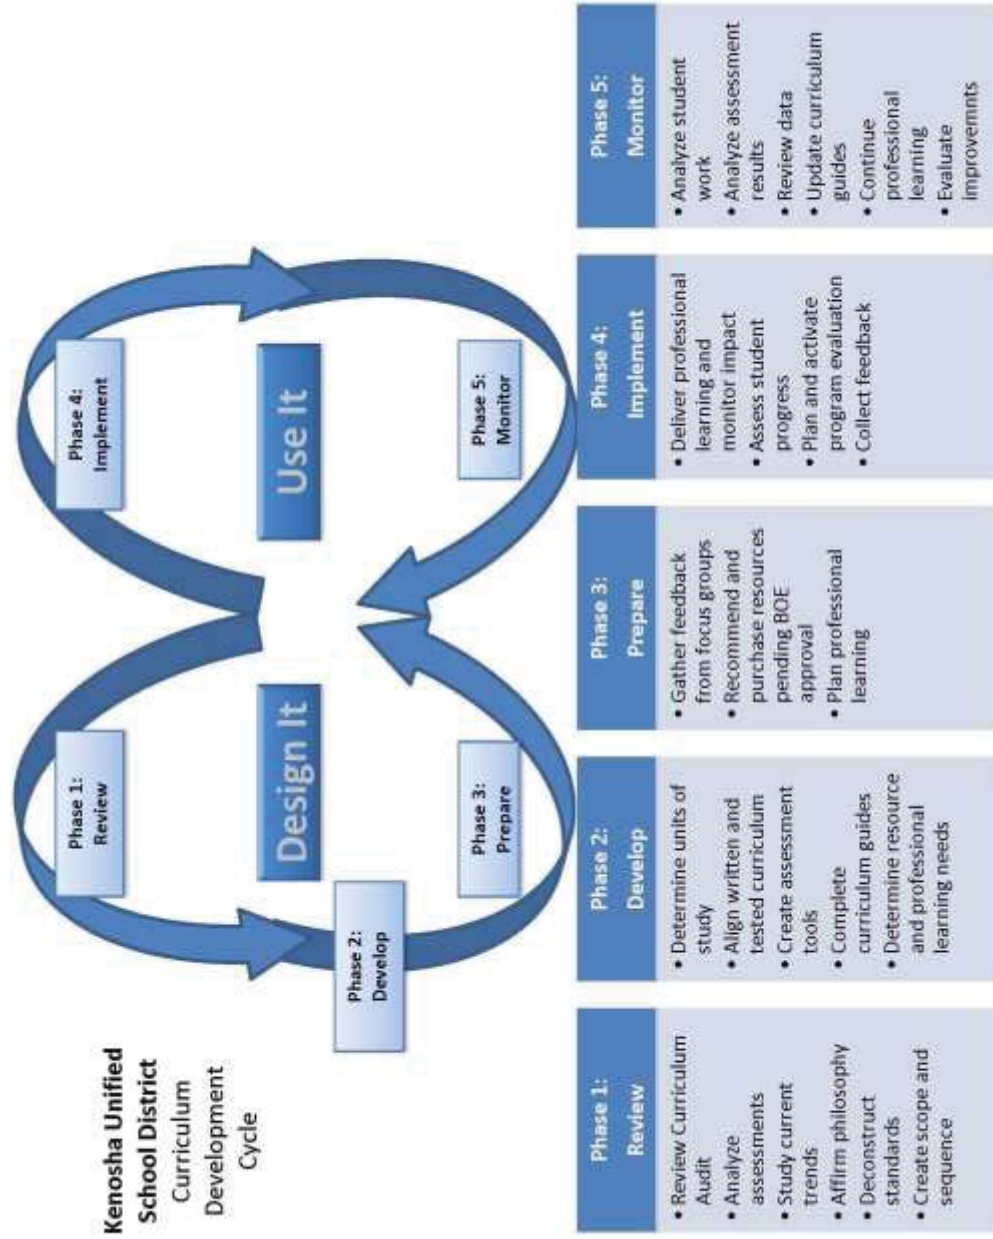 Kenosha Unified
School District
Curriculum
Development
Cycle
Phase 1:
Review
Phase 2:
Develop
Phase 3:
Prepare
Design It
Phase 4:
Implement
Use It
Phase 5:
Monitor
Phase 1:
Review
• Review Curriculum
Audit
• Analyze
assessments
• Study current
trends
• Affirm philosophy
• Deconstruct
standards
• Create scope and
sequence
Phase 2:
Develop
• Determine units of
study
• Align written and
tested curriculum
• Create assessment
tools
• Complete
curriculum guides
• Determine resource
and professional
learning needs
Phase 3:
Prepare
• Gather feedback
from focus groups
• Recommend and
purchase resources
pending BOE
approval
• Plan professional
learning
Phase 4:
Implement
• Deliver professional
learning and
monitor impact
• Assess student
progress
• Plan and activate
program evaluation
• Collect feedback
Phase 5:
Monitor
• Analyze student
work
• Analyze assessment
results
• Review data
• Update curriculum
guides
• Continue
professional
learning
• Evaluate
improvemnts